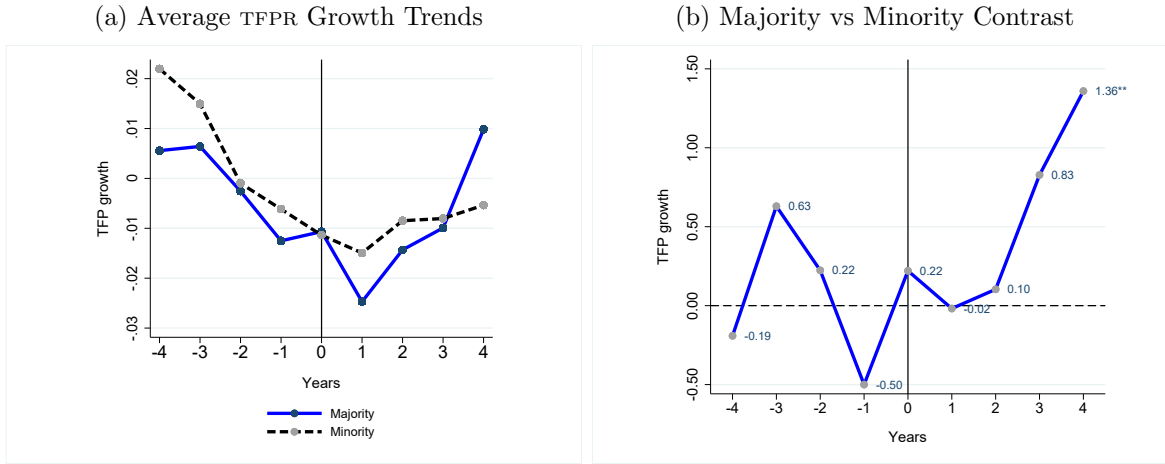 (a) Average TFPR Growth Trends
.02
.01
0
-.01
-.02
-.03
TFP growth
-4 -3 -2 -1 0 1 2 3 4
Years
Majority
Minority
(b) Majority vs Minority Contrast
1.50
1.00
0.50
0.00
-0.50
TFP growth
-0.19
0.63
0.22
-0.50
0.22
-0.02
0.10
0.83
1.36**
-4 -3 -2 -1 0 1 2 3 4
Years